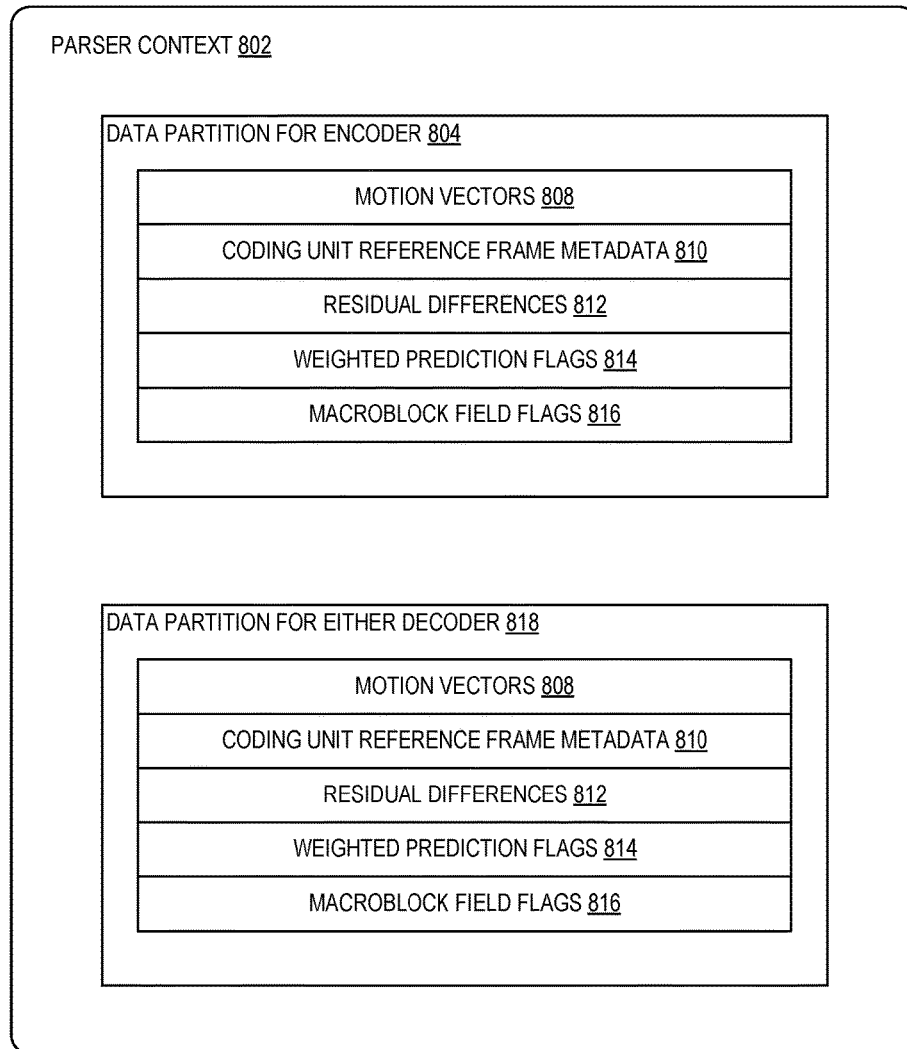 PARSER CONTEXT 802
DATA PARTITION FOR ENCODER 804
MOTION VECTORS 808
CODING UNIT REFERENCE FRAME METADATA 810
RESIDUAL DIFFERENCES 812
WEIGHTED PREDICTION FLAGS 814
MACROBLOCK FIELD FLAGS 816
DATA PARTITION FOR EITHER DECODER 818
MOTION VECTORS 808
CODING UNIT REFERENCE FRAME METADATA 810
RESIDUAL DIFFERENCES 812
WEIGHTED PREDICTION FLAGS 814
MACROBLOCK FIELD FLAGS 816